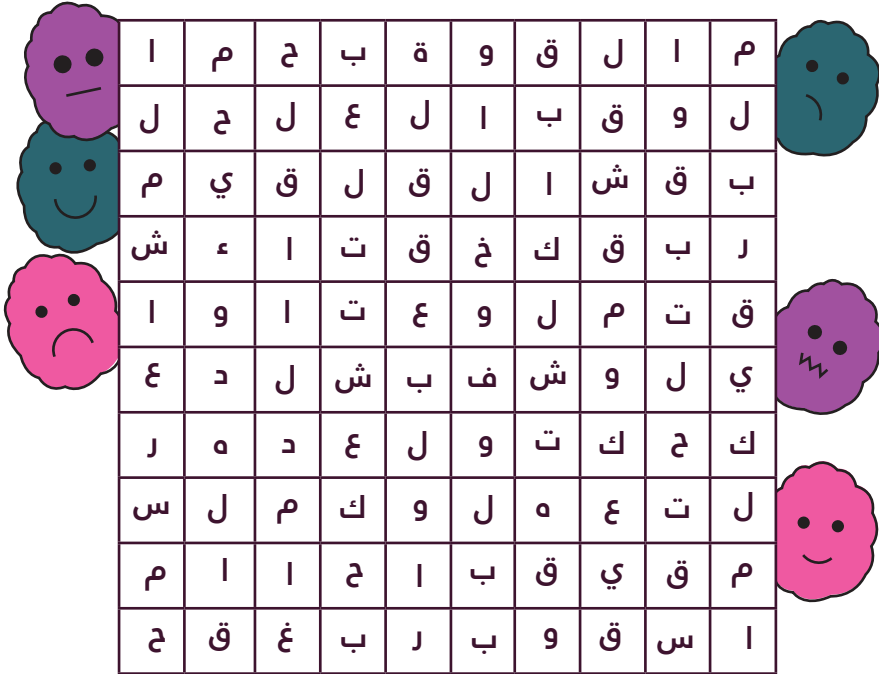 م ا ل ق و ة ب ح م ا
ل و ق ب ا ل ع ل ح ل
ب ق ش ا ل ق ل ق ي م
ر ب ق ك خ ق ت ا ء ش
ق ت م ل و ع ت ا و ا
ي ل و ش ف ب ش ل د ع
ك ح ك ت و ل ع د ه ر
ل ت ع ه ل و ك م ل س
م ق ي ق ب ا ح ا ا م
ا س ق و ب ر ب غ ق ح